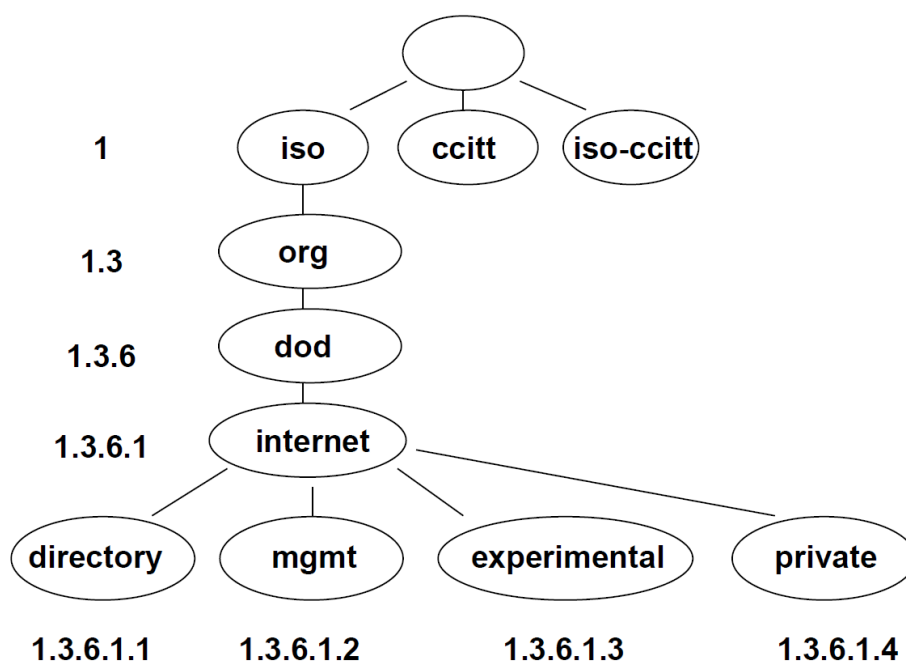 1 iso ccitt iso-ccitt
1.3 org
1.3.6 dod
1.3.6.1 internet
directory mgmt experimental private
1.3.6.1.1 1.3.6.1.2 1.3.6.1.3 1.3.6.1.4